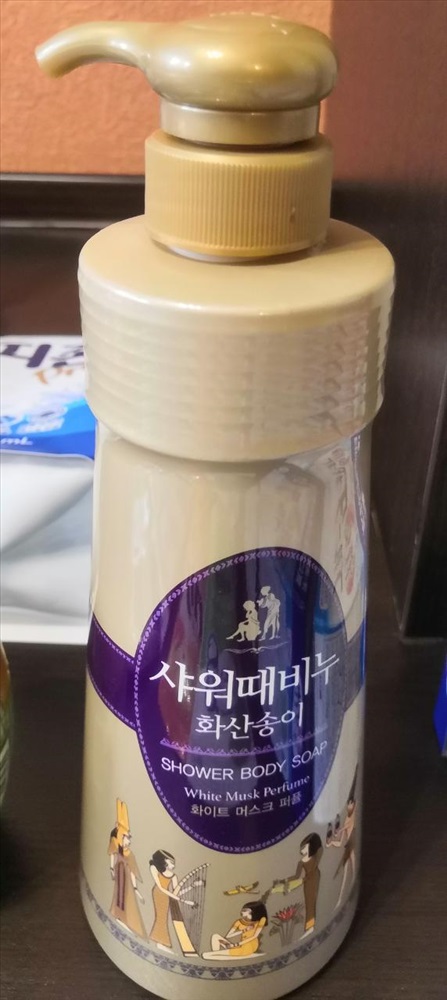 샤워때비누
화산송이
SHOWER BODY SOAP
White Musk Perfume
화이트 머스크 퍼퓸